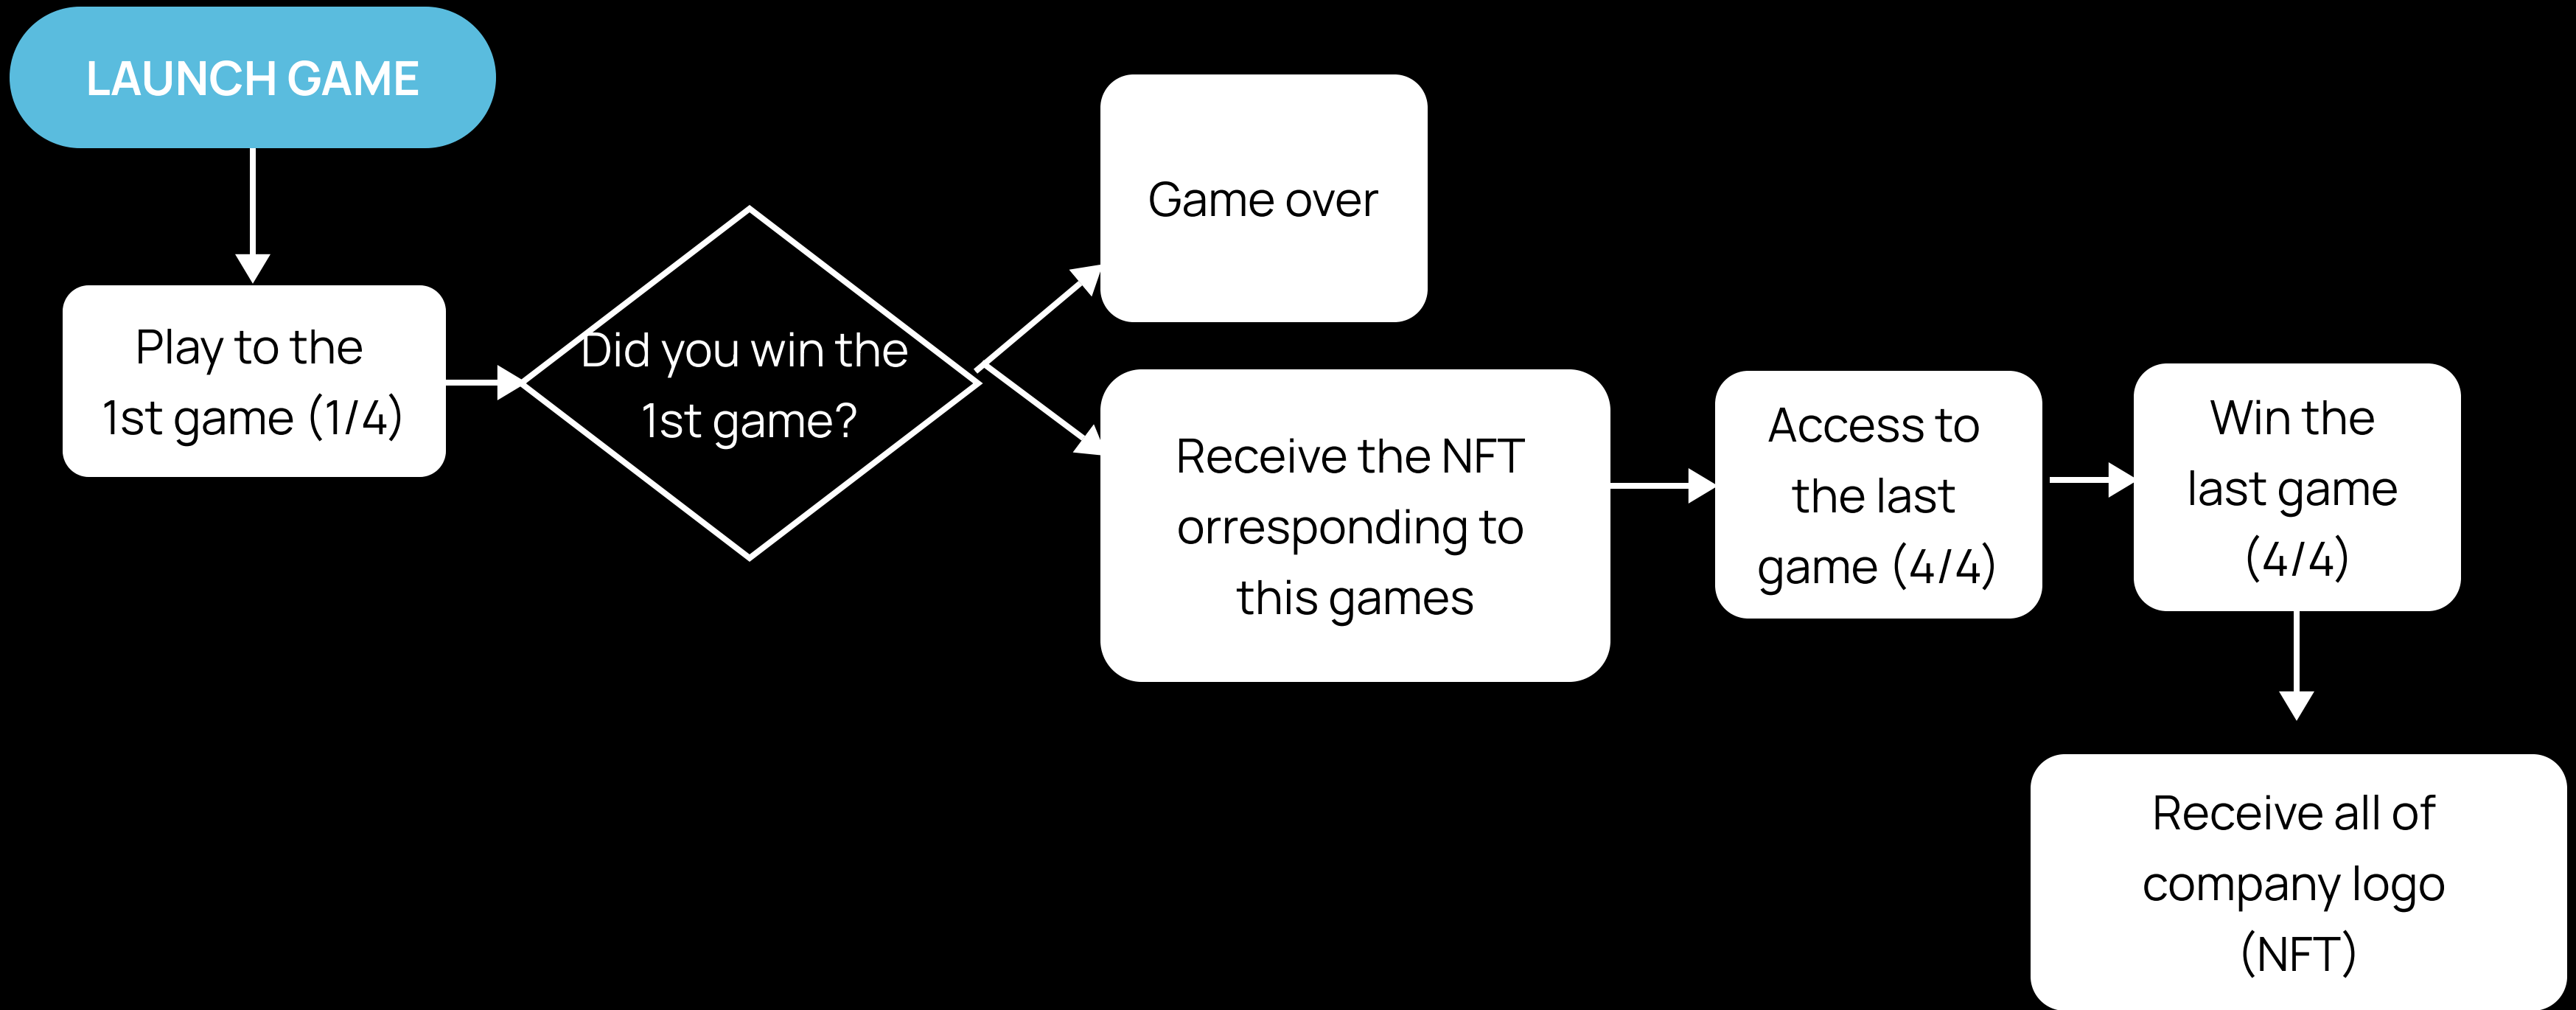 LAUNCH GAME
Play to the
1st game (1/4)
Did you win the
1st game?
Game over
Receive the NFT
orresponding to
this games
Access to
the last
game (4/4)
Win the
last game
(4/4)
Receive all of
company logo
(NFT)